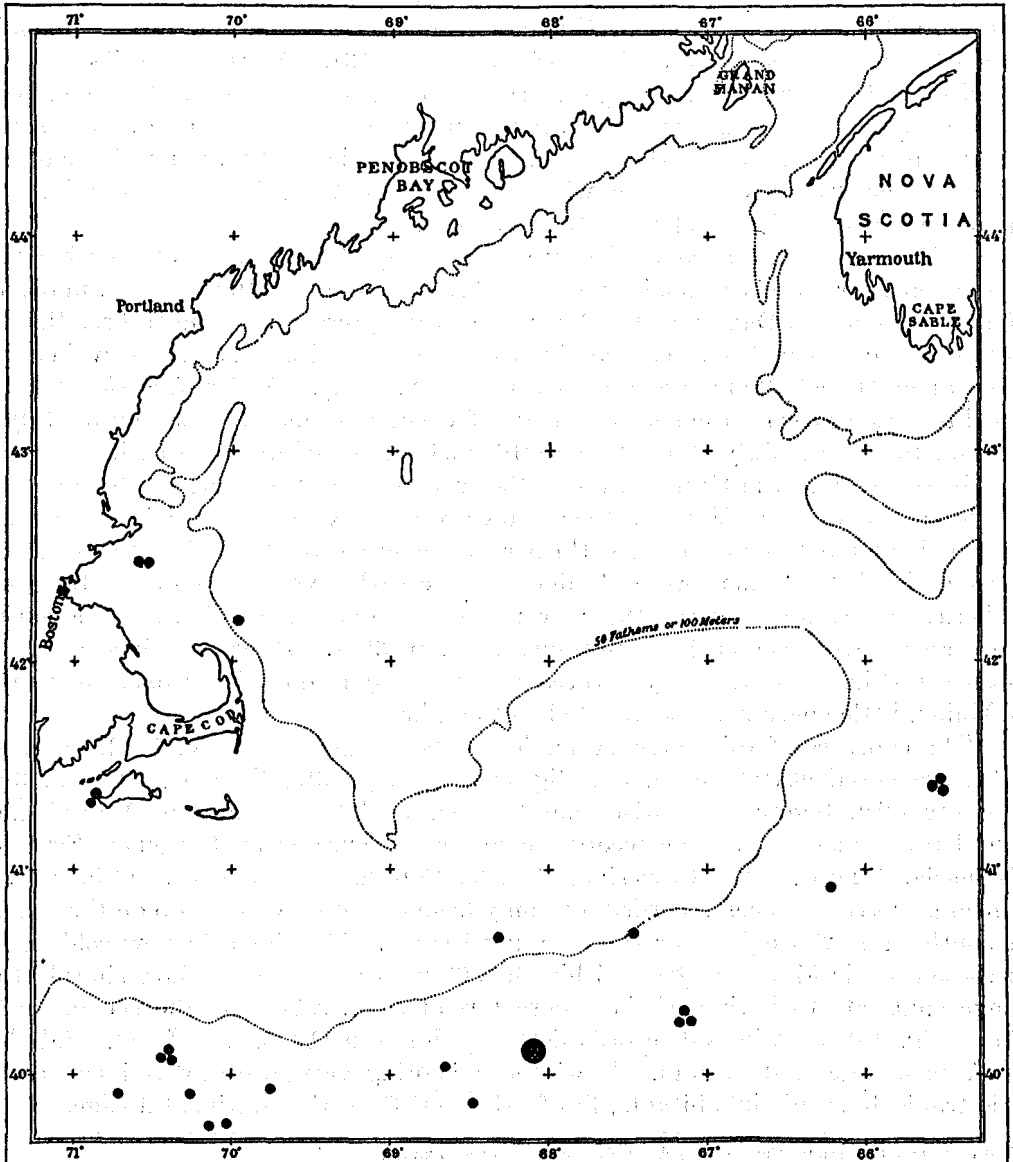 71° 70° 69° 68° 67° 66°
GRAND
MANAN
PENOBSCOT
BAY
NOVA
SCOTIA
44° 44°
Yarmouth
Portland
CAPE
SABLE
43° 43°
Boston
50 Fathoms or 100 Meters
42° 42°
CAPE COD
41° 41°
40° 40°
71° 70° 69° 68° 67° 66°